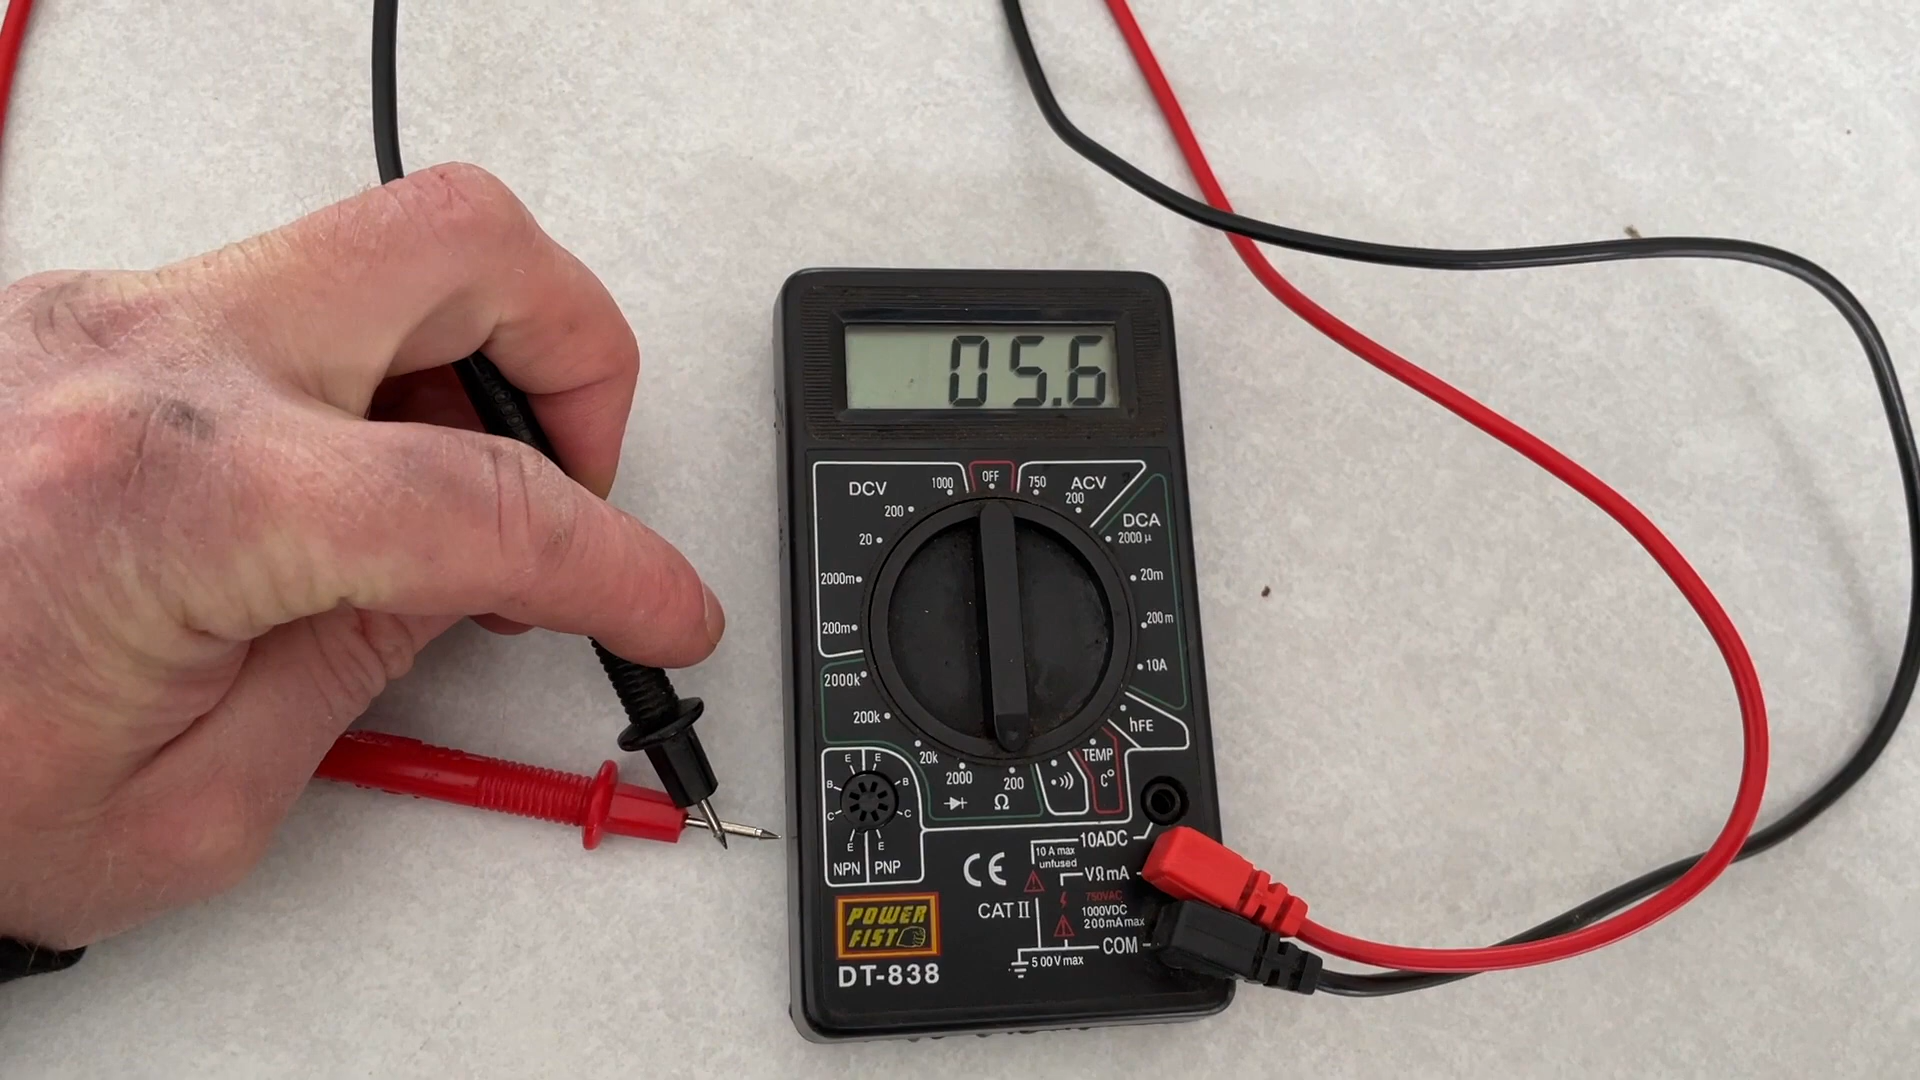 05.6
OFF
DCV 1000
750 ACV
200
200
DCA
20
2000µ
2000m
20m
200m
200m
10A
2000k
hFE
200k
20k
TEMP
2000
200
C°
Ω
E E
B B
C C
E E
NPN PNP
10ADC
10A max
unfused
VΩmA
CE
750VAC
1000VDC
200mA max
CAT II
COM
500V max
POWER
FIST
DT-838